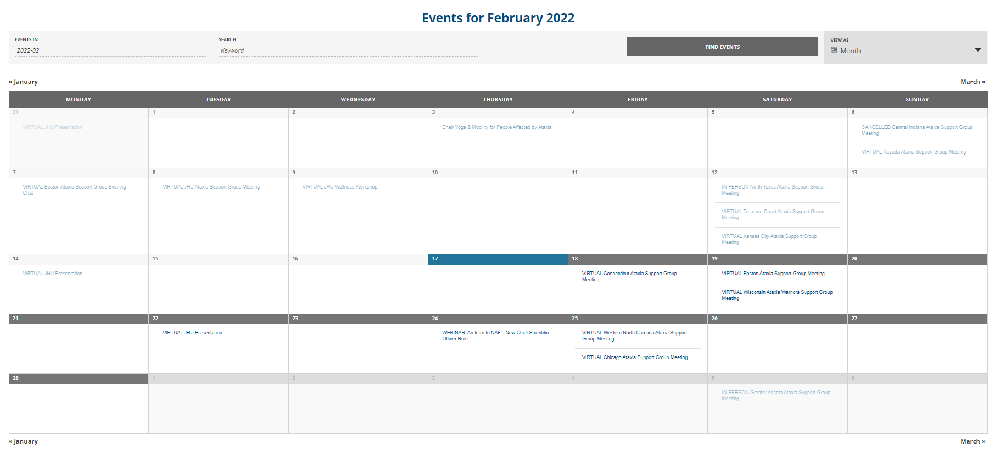 Events for February 2022
EVENTS IN
2022-02
SEARCH
Keyword
FIND EVENTS
VIEW AS
Month
« January
March »
MONDAY TUESDAY WEDNESDAY THURSDAY FRIDAY SATURDAY SUNDAY
31 1 2 3 4 5 6
VIRTUAL JHU Presentation
Chair Yoga & Mobility for People Affected by Ataxia
CANCELLED Central Indiana Ataxia Support Group
Meeting
VIRTUAL Nevada Ataxia Support Group Meeting
7 8 9 10 11 12 13
VIRTUAL Boston Ataxia Support Group Evening
Chat
VIRTUAL JHU Ataxia Support Group Meeting
VIRTUAL JHU Wellness Workshop
IN-PERSON North Texas Ataxia Support Group
Meeting
VIRTUAL Treasure Coast Ataxia Support Group
Meeting
VIRTUAL Kansas City Ataxia Support Group
Meeting
14 15 16 17 18 19 20
VIRTUAL JHU Presentation
VIRTUAL Connecticut Ataxia Support Group
Meeting
VIRTUAL Boston Ataxia Support Group Meeting
VIRTUAL Wisconsin Ataxia Warriors Support Group
Meeting
21 22 23 24 25 26 27
VIRTUAL JHU Presentation
WEBINAR: An Intro to NAF's New Chief Scientific
Officer Role
VIRTUAL Western North Carolina Ataxia Support
Group Meeting
VIRTUAL Chicago Ataxia Support Group Meeting
28 1 2 3 4 5 6
IN-PERSON Greater Atlanta Ataxia Support Group
Meeting
« January
March »